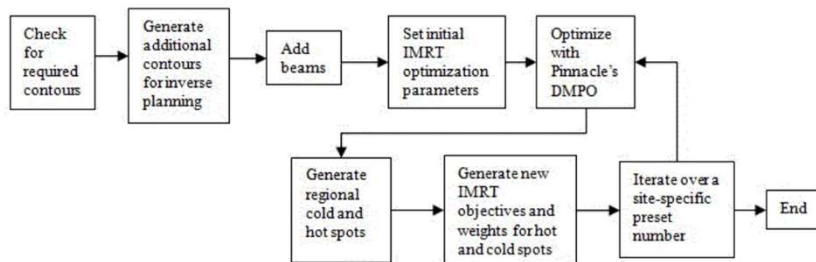 Check
for
required
contours
Generate
additional
contours
for inverse
planning
Add
beams
Set initial
IMRT
optimization
parameters
Optimize
with
Pinnacle's
DMPO
Generate
regional
cold and
hot spots
Generate new
IMRT
objectives and
weights for hot
and cold spots
Iterate over a
site-specific
preset
number
End